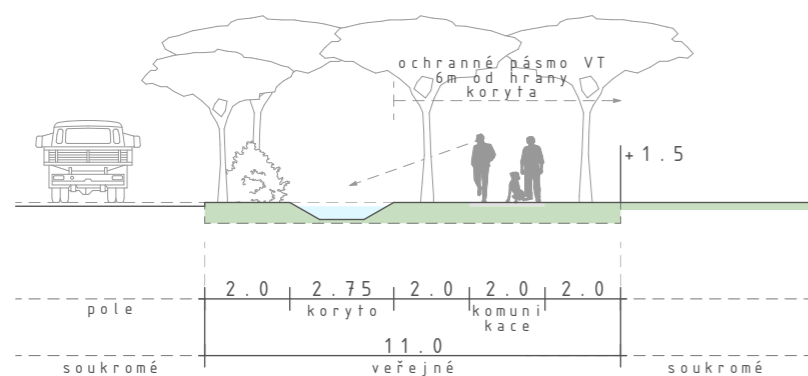 ochranné pásmo VT
6m od hrany
koryta
+1.5
2.0 2.75 2.0 2.0 2.0
pole koryto komuni
kace
11.0
soukromé veřejné soukromé